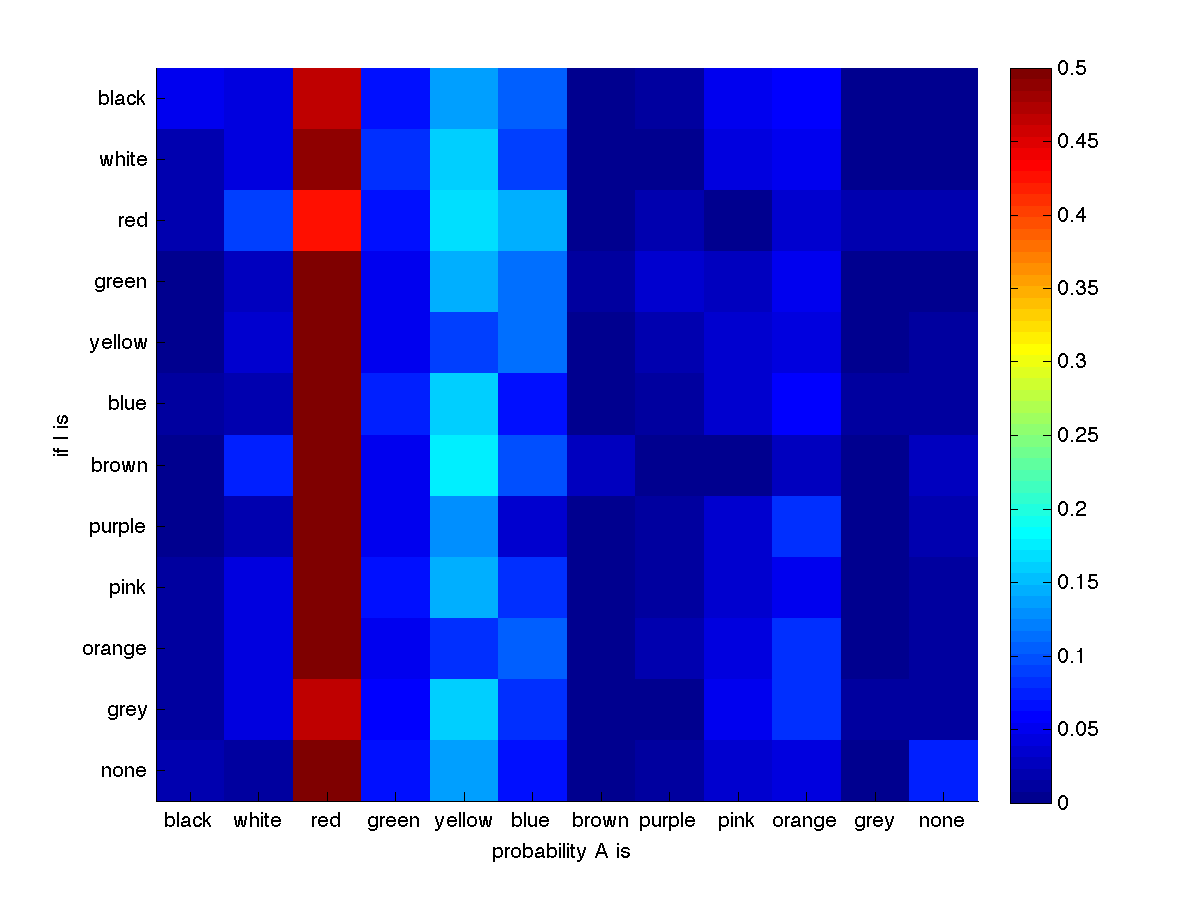 if I is
black
white
red
green
yellow
blue
brown
purple
pink
orange
grey
none
black white red green yellow blue brown purple pink orange grey none
probability A is
0.5
0.45
0.4
0.35
0.3
0.25
0.2
0.15
0.1
0.05
0